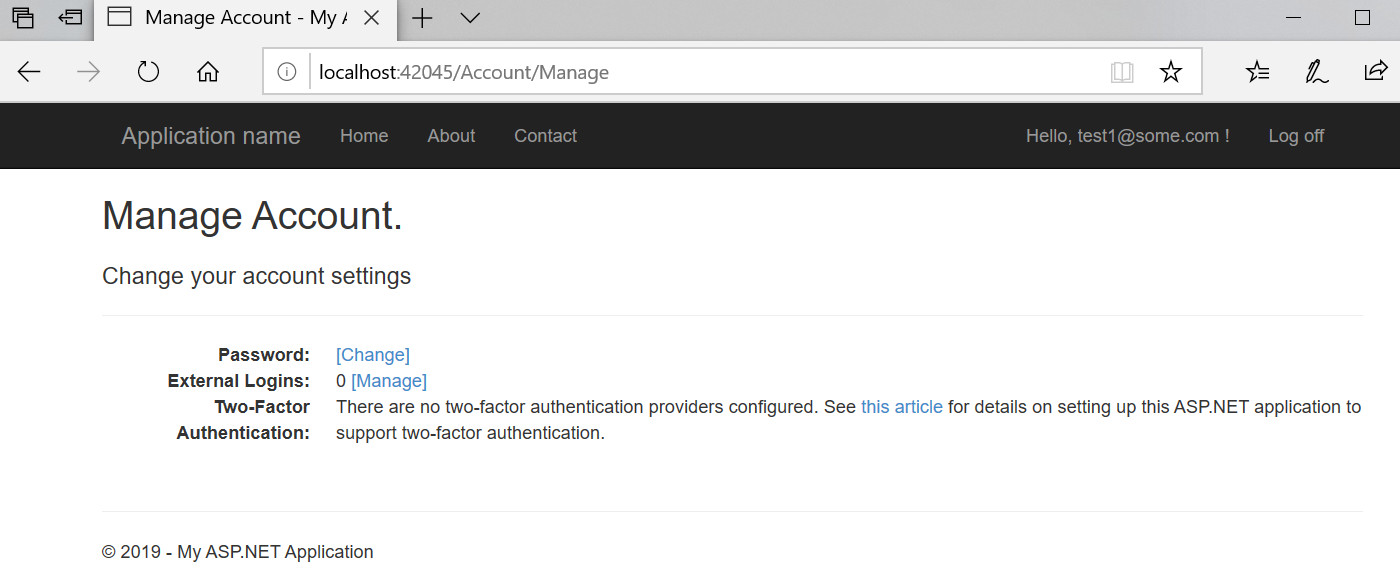 Manage Account - My A
localhost:42045/Account/Manage
Application name Home About Contact Hello, test1@some.com ! Log off
Manage Account.
Change your account settings
Password: [Change]
External Logins: 0 [Manage]
Two-Factor There are no two-factor authentication providers configured. See this article for details on setting up this ASP.NET application to
Authentication: support two-factor authentication.
© 2019 - My ASP.NET Application